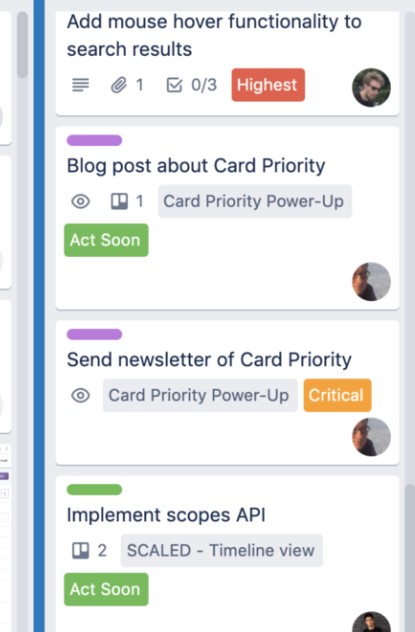 Add mouse hover functionality to
search results
1 0/3 Highest
Blog post about Card Priority
1 Card Priority Power-Up
Act Soon
Send newsletter of Card Priority
Card Priority Power-Up Critical
Implement scopes API
2 SCALED - Timeline view
Act Soon